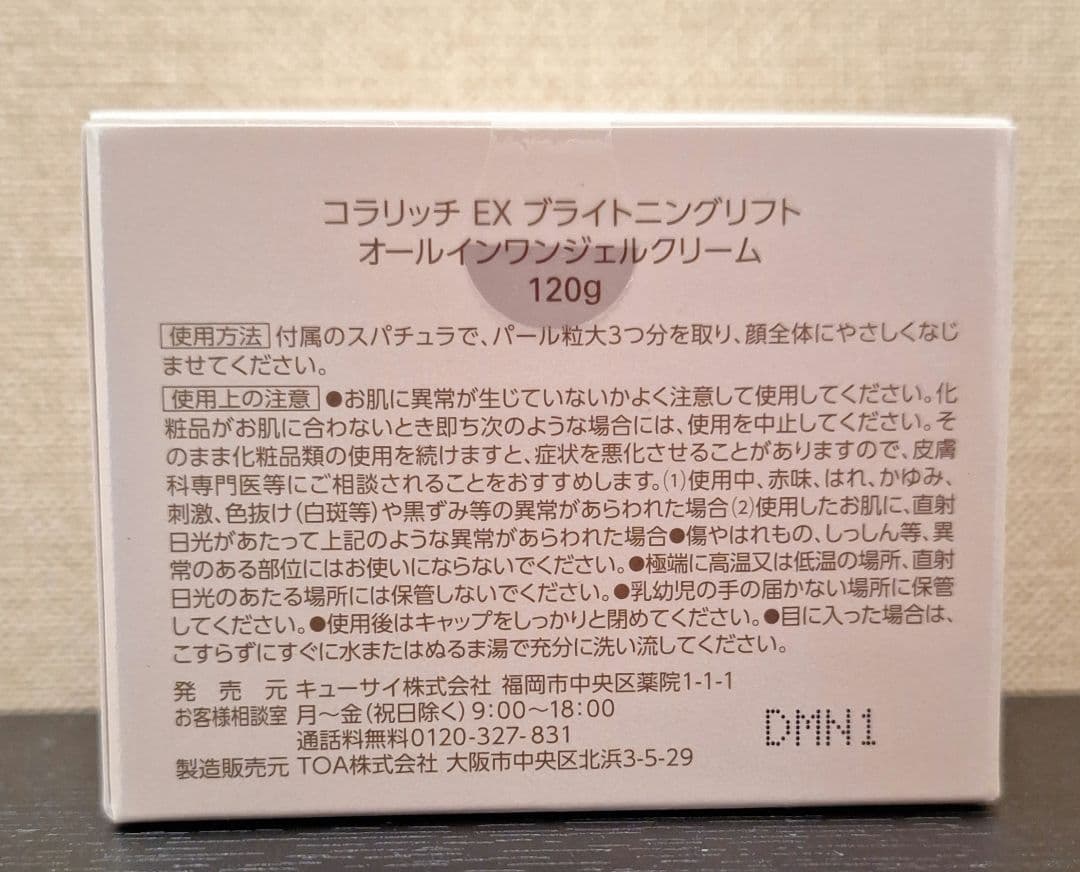 コラリッチ EX ブライトニングリフト
オールインワンジェルクリーム
120g
使用方法 付属のスパチュラで、パール粒大3つ分を取り、顔全体にやさしくなじ
ませてください。
使用上の注意 ●お肌に異常が生じていないかよく注意して使用してください。化
粧品がお肌に合わないとき即ち次のような場合には、使用を中止してください。そ
のまま化粧品類の使用を続けますと、症状を悪化させることがありますので、皮膚
科専門医等にご相談されることをおすすめします。⑴使用中、赤味、はれ、かゆみ、
刺激、色抜け(白斑等)や黒ずみ等の異常があらわれた場合⑵使用したお肌に、直射
日光があたって上記のような異常があらわれた場合●傷やはれもの、しっしん等、異
常のある部位にはお使いにならないでください。●極端に高温又は低温の場所、直射
日光のあたる場所には保管しないでください。●乳幼児の手の届かない場所に保管
してください。●使用後はキャップをしっかりと閉めてください。●目に入った場合は、
こすらずにすぐに水またはぬるま湯で充分に洗い流してください。
発売元 キューサイ株式会社 福岡市中央区薬院1-1-1
お客様相談室 月〜金(祝日除く)9:00〜18:00
通話料無料0120-327-831
製造販売元 TOA株式会社 大阪市中央区北浜3-5-29
DMN1